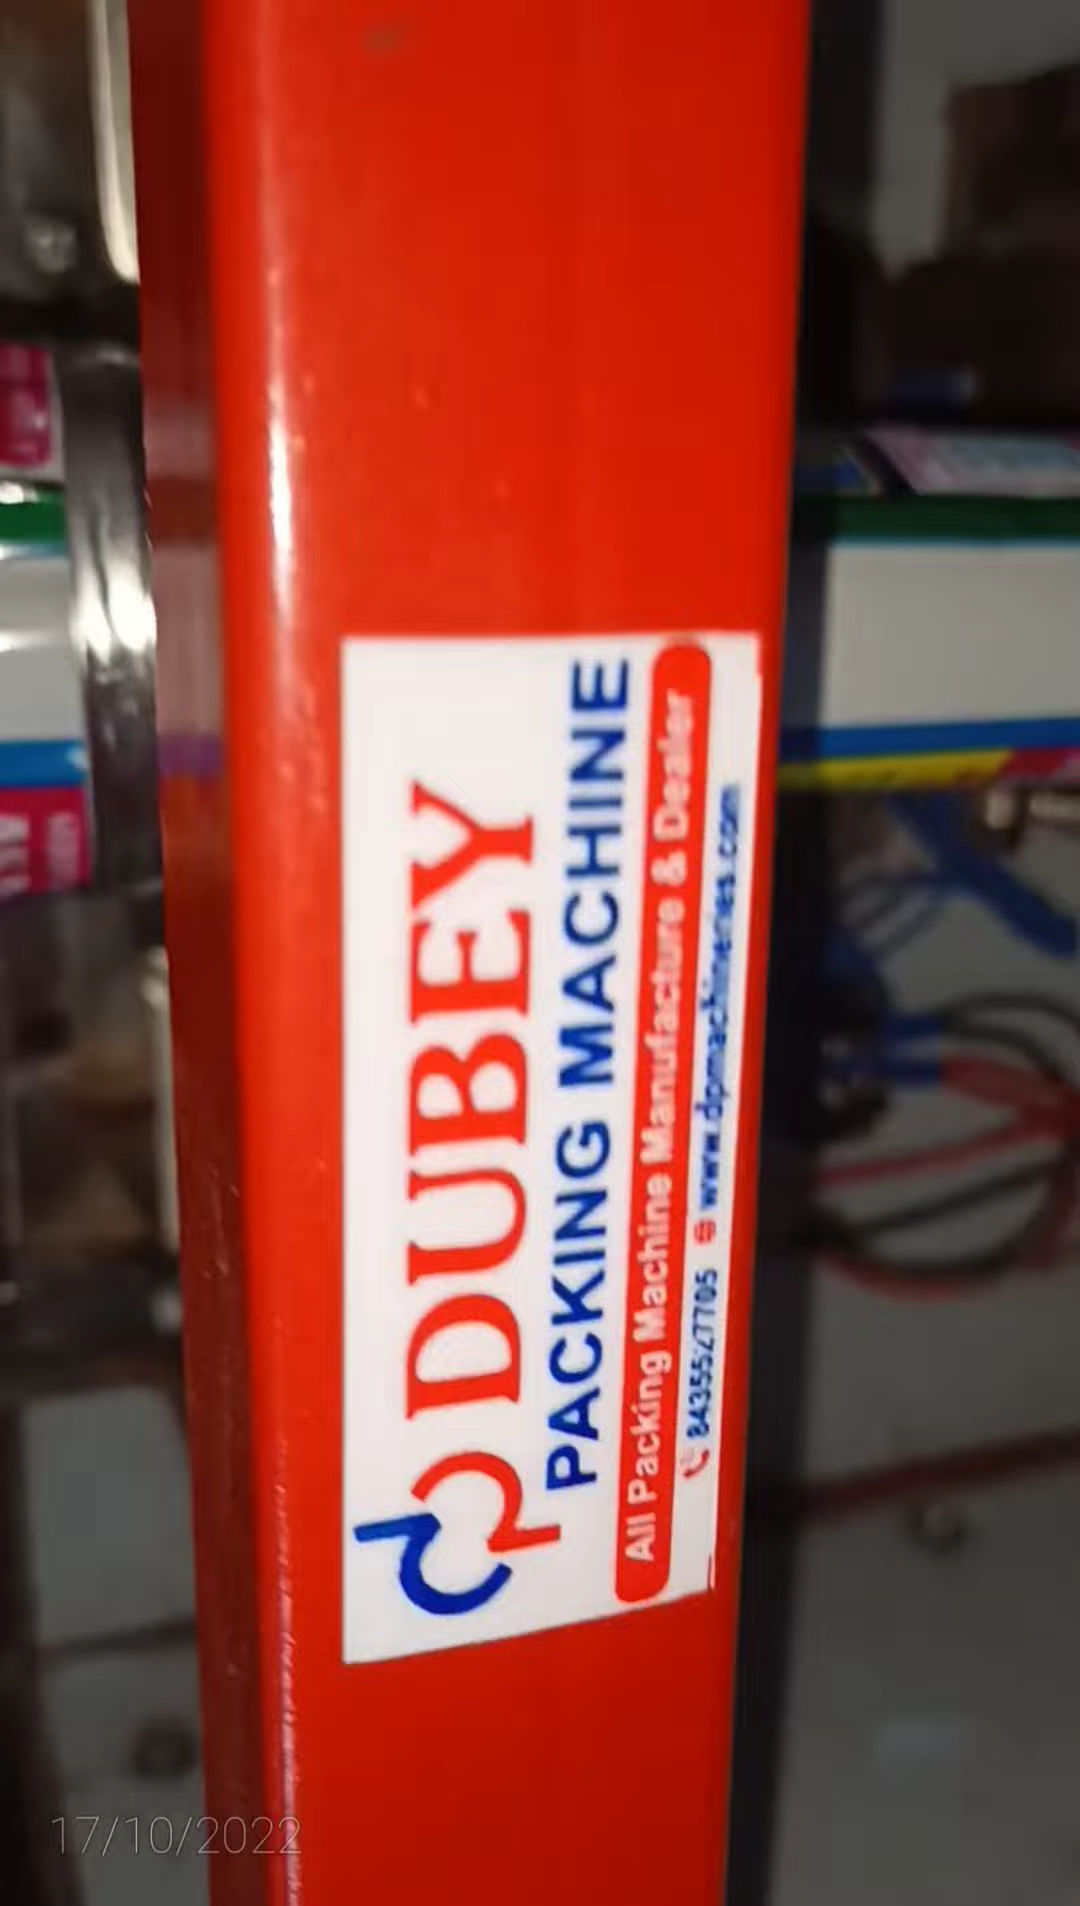 DUBEY
PACKING MACHINE
All Packing Machine Manufacture & Dealer
8435527705 www.dpmachineries.com
17/10/2022